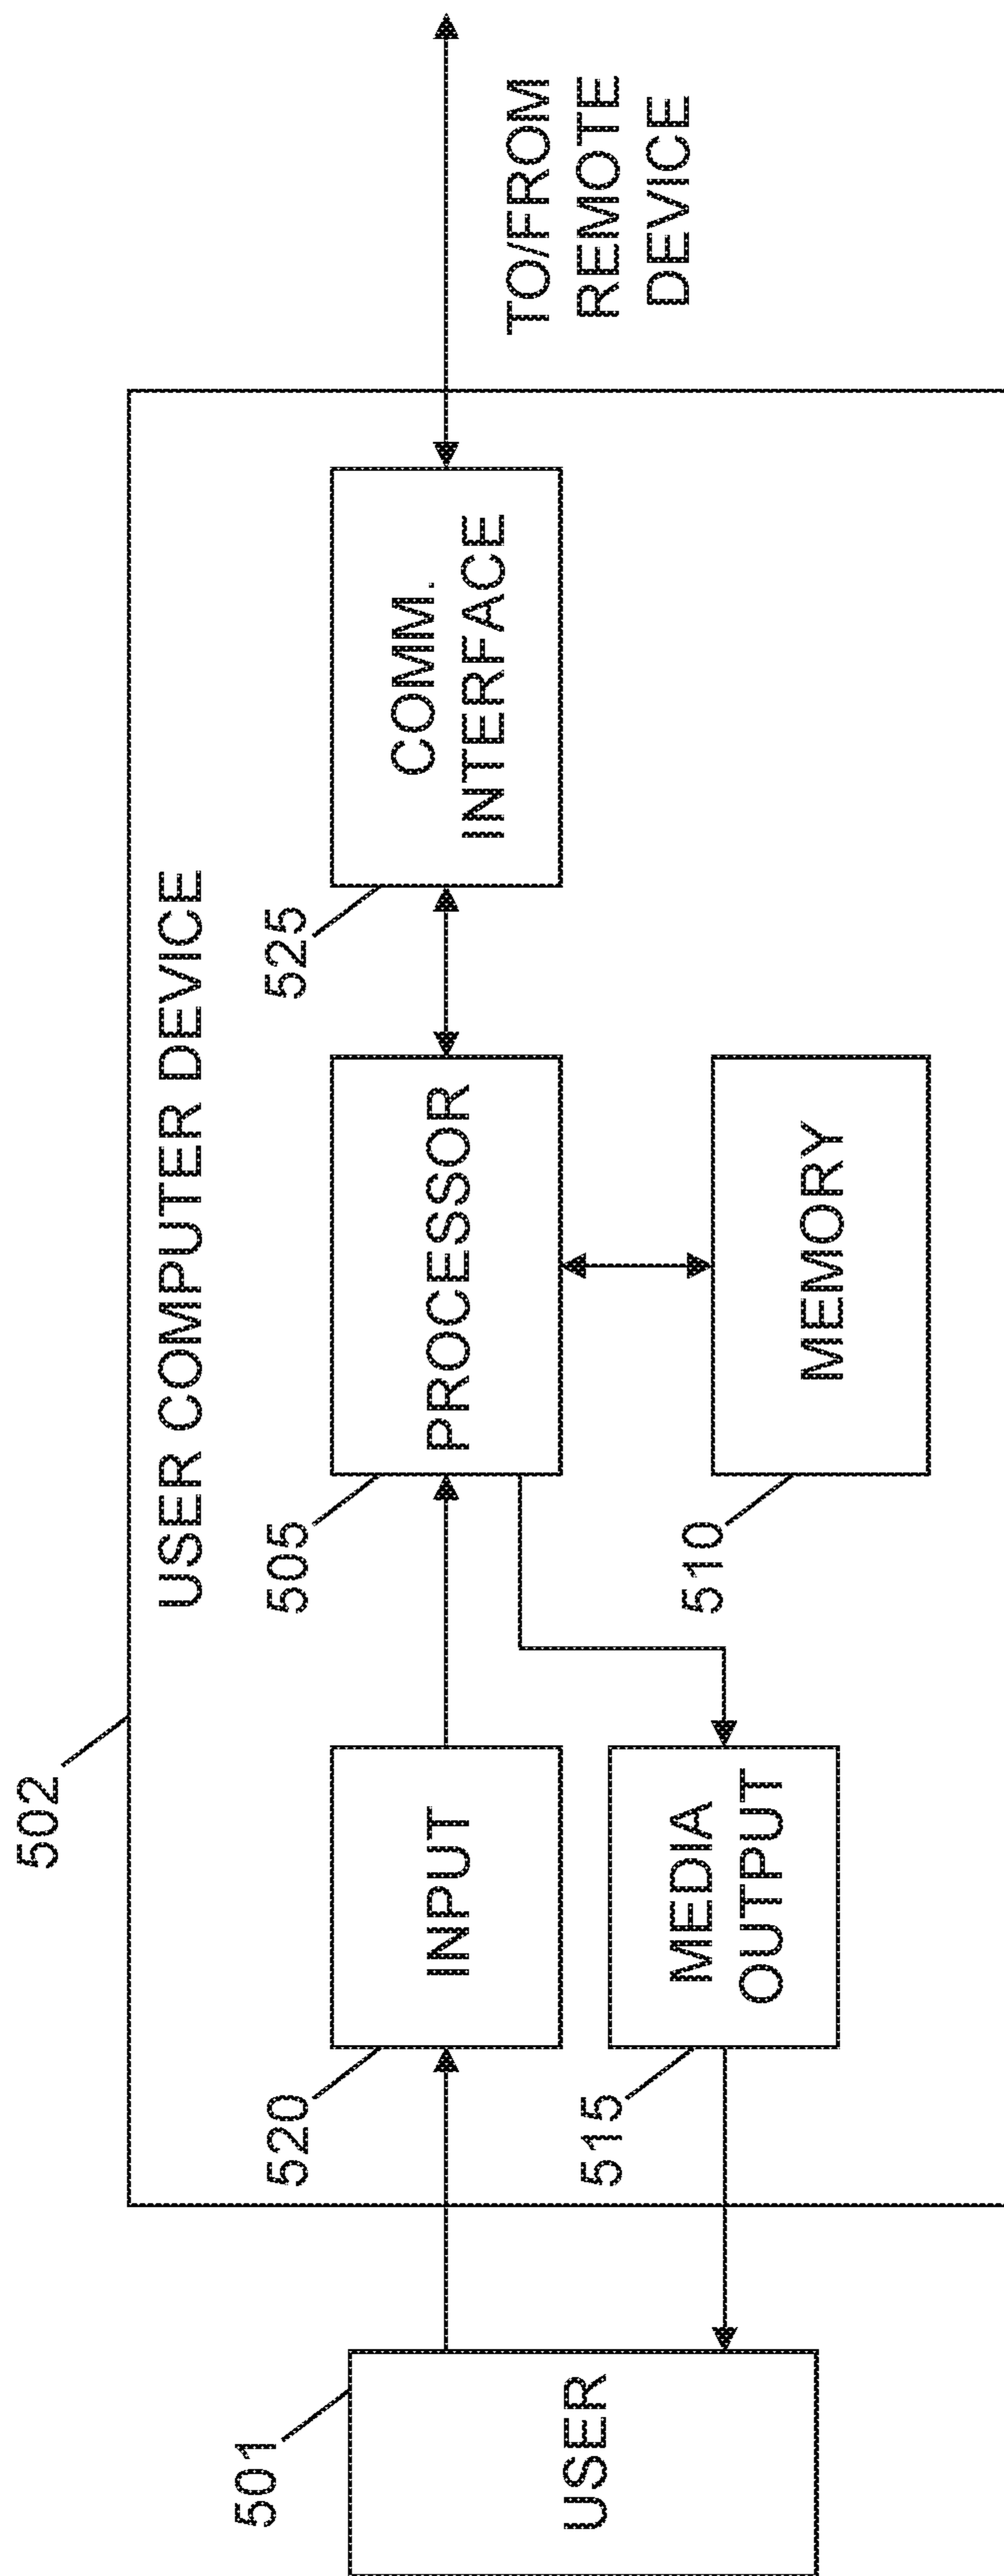 502
USER COMPUTER DEVICE
501
USER
520
INPUT
505
PROCESSOR
525
COMM.
INTERFACE
TO/FROM
REMOTE
DEVICE
515
MEDIA
OUTPUT
510
MEMORY